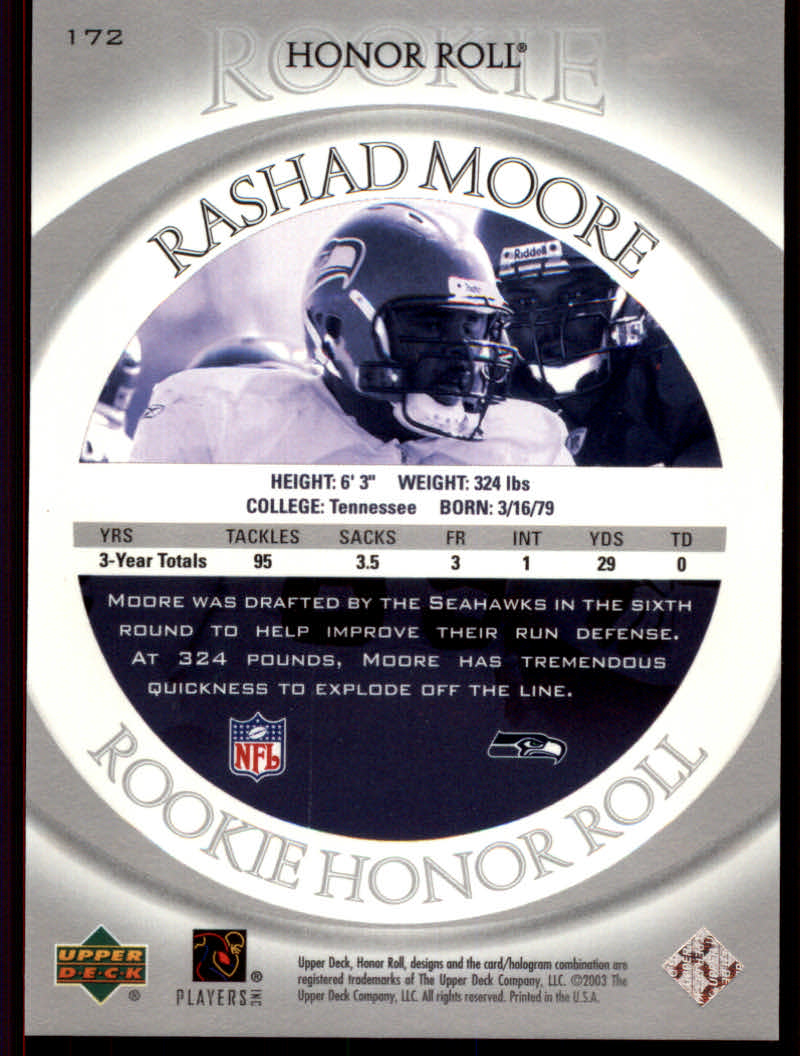 172
ROOKIE
HONOR ROLL®
RASHAD MOORE
Riddell
HEIGHT: 6' 3" WEIGHT: 324 lbs
COLLEGE: Tennessee BORN: 3/16/79
YRS TACKLES SACKS FR INT YDS TD
3-Year Totals 95 3.5 3 1 29 0
MOORE WAS DRAFTED BY THE SEAHAWKS IN THE SIXTH
ROUND TO HELP IMPROVE THEIR RUN DEFENSE.
AT 324 POUNDS, MOORE HAS TREMENDOUS
QUICKNESS TO EXPLODE OFF THE LINE.
NFL
ROOKIE HONOR ROLL
UPPER
DECK
®
®
PLAYERS INC
Upper Deck, Honor Roll, designs and the card/hologram combination are
registered trademarks of The Upper Deck Company, LLC. ©2003 The
Upper Deck Company, LLC. All rights reserved. Printed in the U.S.A.